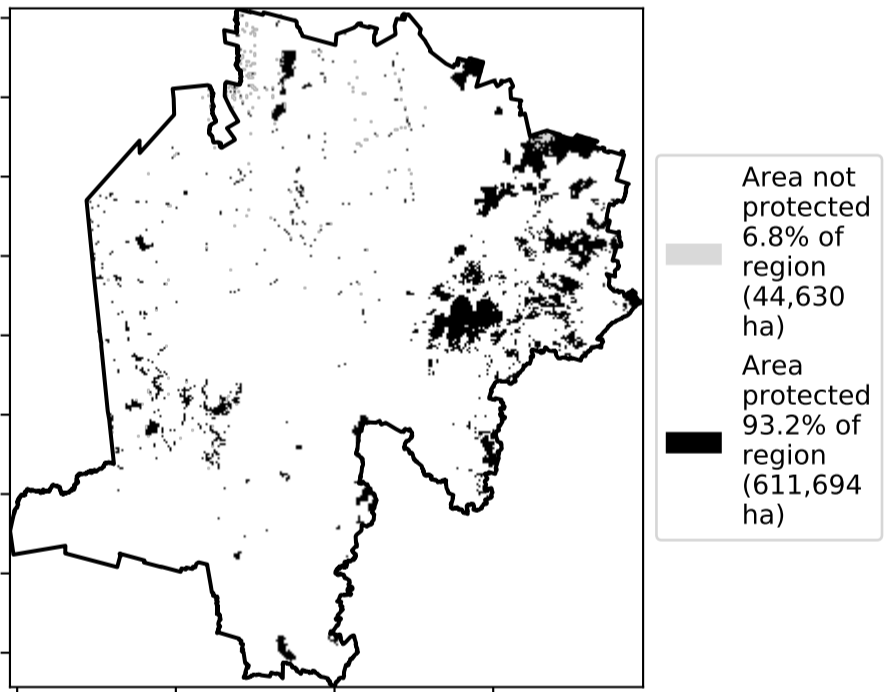 Area not
protected
6.8% of
region
(44,630
ha)
Area
protected
93.2% of
region
(611,694
ha)